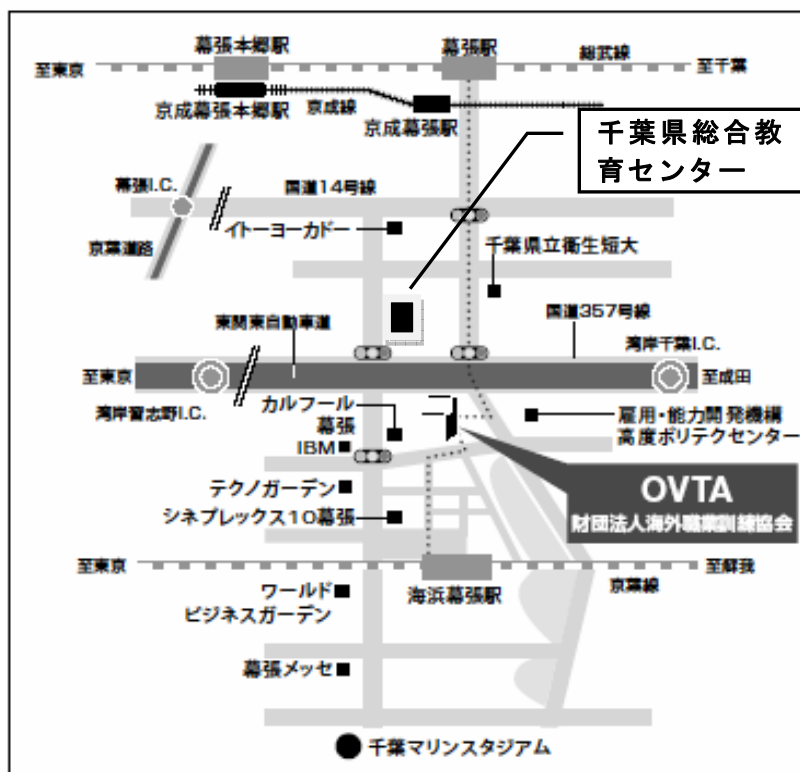 幕張本郷駅
幕張駅
総武線
至東京
至千葉
京成幕張本郷駅
京成線
京成幕張駅
千葉県総合教
育センター
幕張I.C.
国道14号線
イトーヨーカドー
京葉道路
千葉県立衛生短大
東関東自動車道
国道357号線
湾岸千葉I.C.
至東京
至成田
湾岸習志野I.C.
カルフール
幕張
雇用・能力開発機構
高度ポリテクセンター
IBM
テクノガーデン
OVTA
財団法人海外職業訓練協会
シネプレックス10幕張
至東京
至蘇我
海浜幕張駅
京葉線
ワールド
ビジネスガーデン
幕張メッセ
千葉マリンスタジアム